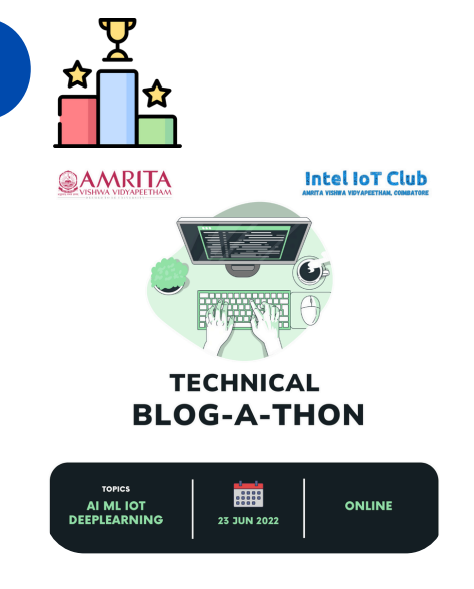 AMRITA
VISHWA VIDYAPEETHAM
Intel IoT Club
AMRITA VISHWA VIDYAPEETHAM, COIMBATORE
TECHNICAL
BLOG-A-THON
TOPICS
AI ML IOT
DEEPLEARNING
23 JUN 2022
ONLINE